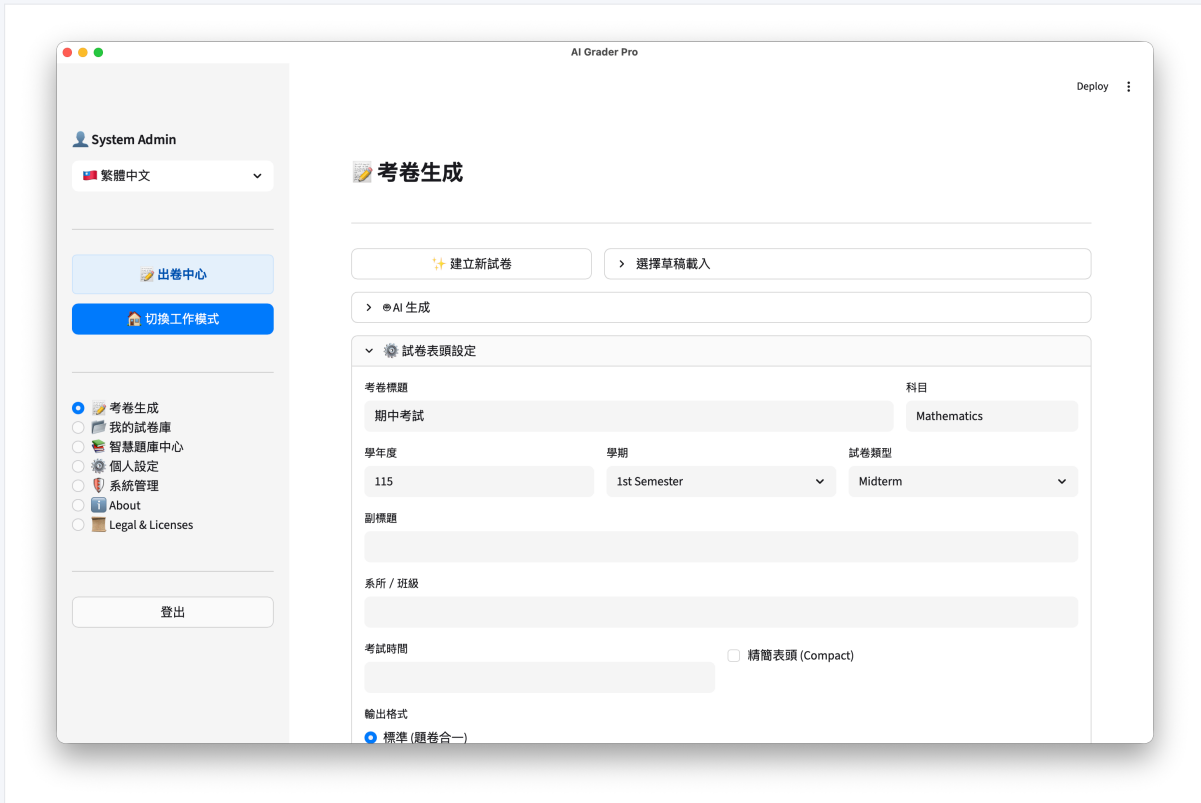 AI Grader Pro
Deploy
System Admin
繁體中文
出卷中心
切換工作模式
考卷生成
我的試卷庫
智慧題庫中心
個人設定
系統管理
About
Legal & Licenses
登出
考卷生成
建立新試卷
選擇草稿載入
AI 生成
試卷表頭設定
考卷標題
科目
期中考試
Mathematics
學年度
學期
試卷類型
115
1st Semester
Midterm
副標題
系所 / 班級
考試時間
精簡表頭 (Compact)
輸出格式
標準 (題卷合一)